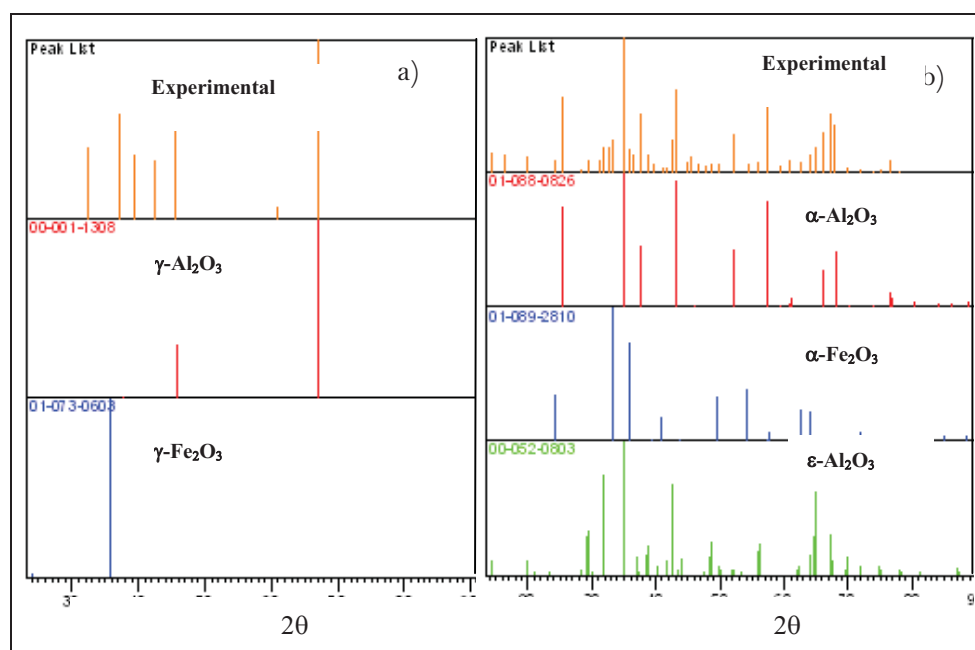 Peak List
a)
Experimental
00-001-1308
γ-Al₂O₃
01-073-0603
γ-Fe₂O₃
2θ
Peak List
b)
Experimental
01-088-0826
α-Al₂O₃
01-089-2810
α-Fe₂O₃
00-052-0803
ε-Al₂O₃
2θ